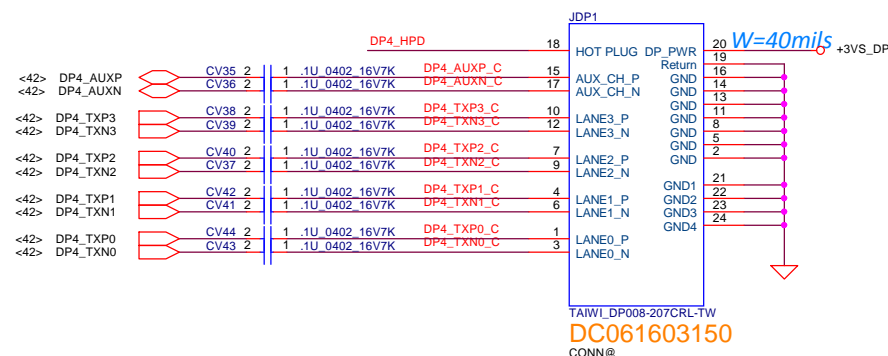 JDP1
DP4_HPD 18 HOT PLUG DP_PWR 20 W=40mils +3VS_DP
Return 19
<42> DP4_AUXP CV35 2 1 .1U_0402_16V7K DP4_AUXP_C 15 AUX_CH_P GND 16
<42> DP4_AUXN CV36 2 1 .1U_0402_16V7K DP4_AUXN_C 17 AUX_CH_N GND 14
GND 13
<42> DP4_TXP3 CV38 2 1 .1U_0402_16V7K DP4_TXP3_C 10 LANE3_P GND 11
<42> DP4_TXN3 CV39 2 1 .1U_0402_16V7K DP4_TXN3_C 12 LANE3_N GND 8
GND 5
<42> DP4_TXP2 CV40 2 1 .1U_0402_16V7K DP4_TXP2_C 7 LANE2_P GND 2
<42> DP4_TXN2 CV37 2 1 .1U_0402_16V7K DP4_TXN2_C 9 LANE2_N
GND1 21
<42> DP4_TXP1 CV42 2 1 .1U_0402_16V7K DP4_TXP1_C 4 LANE1_P GND2 22
<42> DP4_TXN1 CV41 2 1 .1U_0402_16V7K DP4_TXN1_C 6 LANE1_N GND3 23
GND4 24
<42> DP4_TXP0 CV44 2 1 .1U_0402_16V7K DP4_TXP0_C 1 LANE0_P
<42> DP4_TXN0 CV43 2 1 .1U_0402_16V7K DP4_TXN0_C 3 LANE0_N
TAIWI_DP008-207CRL-TW
DC061603150
CONN@